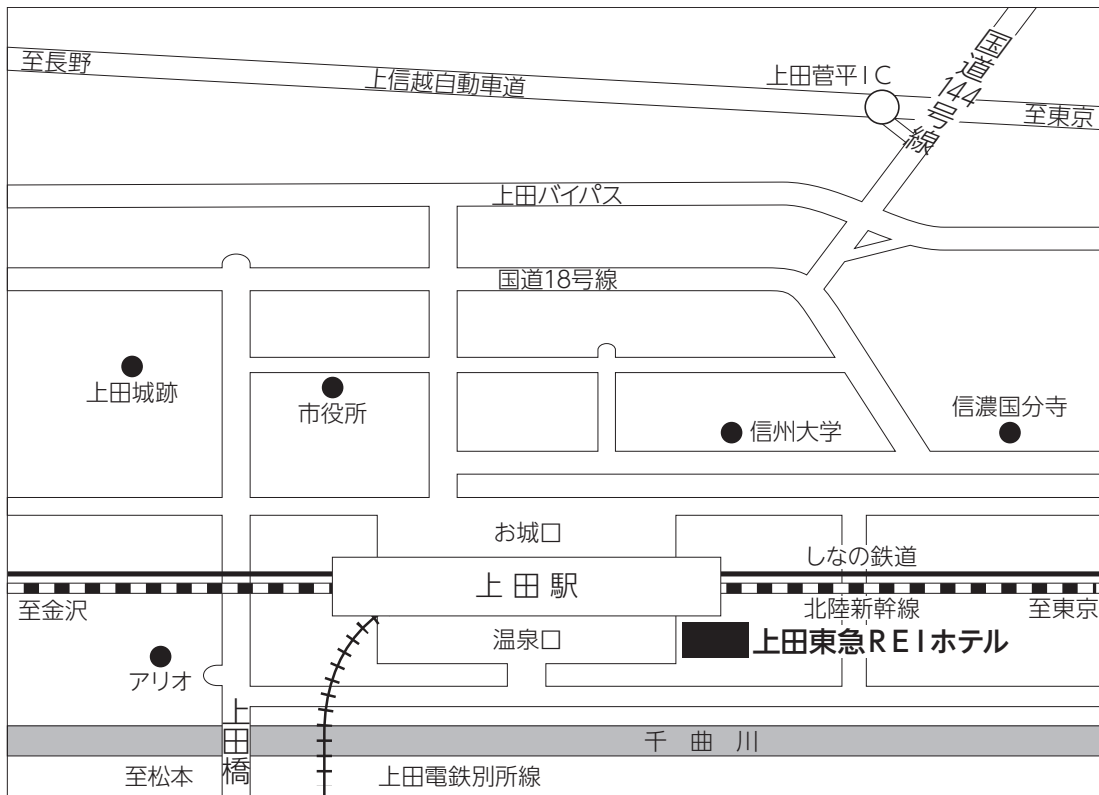 至長野
上信越自動車道
上田菅平IC
国道144号線
至東京
上田バイパス
国道18号線
上田城跡
市役所
信州大学
信濃国分寺
お城口
しなの鉄道
上田駅
至金沢
北陸新幹線
至東京
温泉口
上田東急REIホテル
アリオ
上田橋
千曲川
至松本
上田電鉄別所線